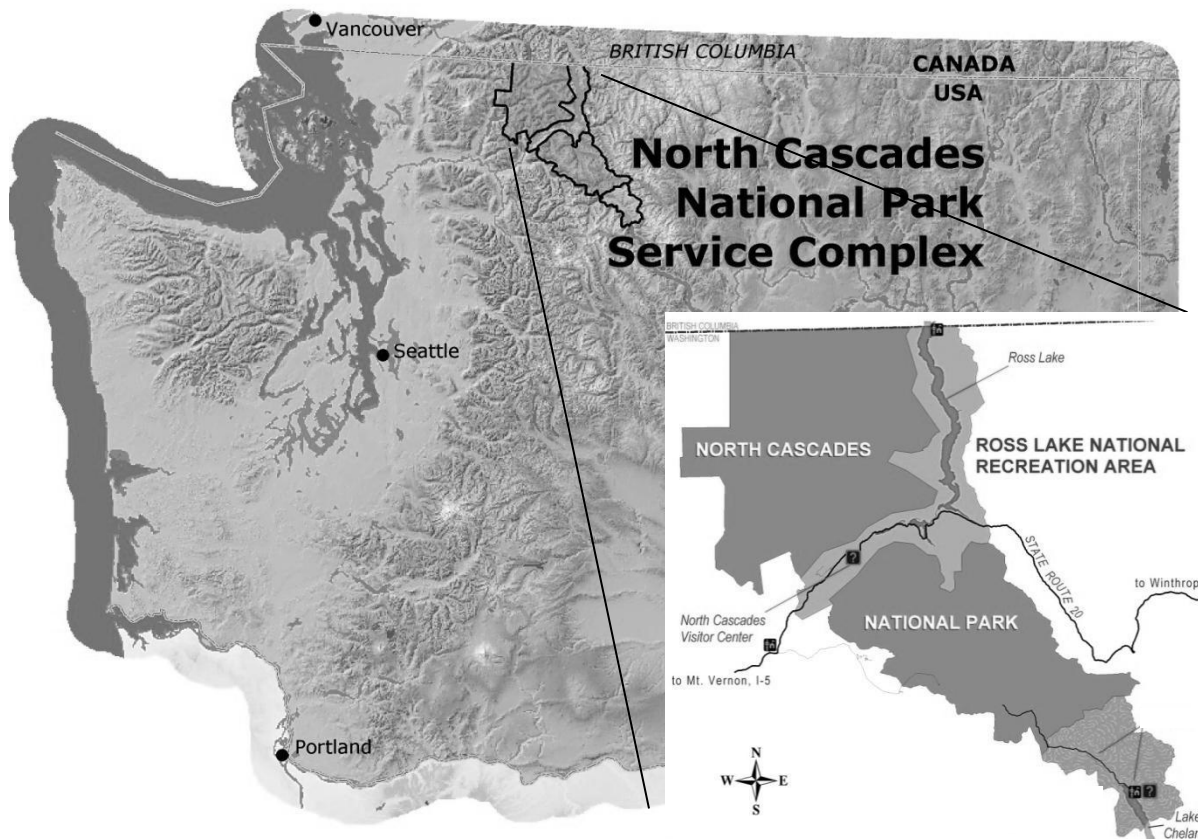 Vancouver
BRITISH COLUMBIA
CANADA
USA
North Cascades
National Park
Service Complex
Seattle
Portland
BRITISH COLUMBIA
WASHINGTON
Ross Lake
NORTH CASCADES
ROSS LAKE NATIONAL
RECREATION AREA
STATE ROUTE 20
to Winthrop
North Cascades
Visitor Center
NATIONAL PARK
to Mt. Vernon, I-5
N
W E
S
?
?
Lake
Chelan